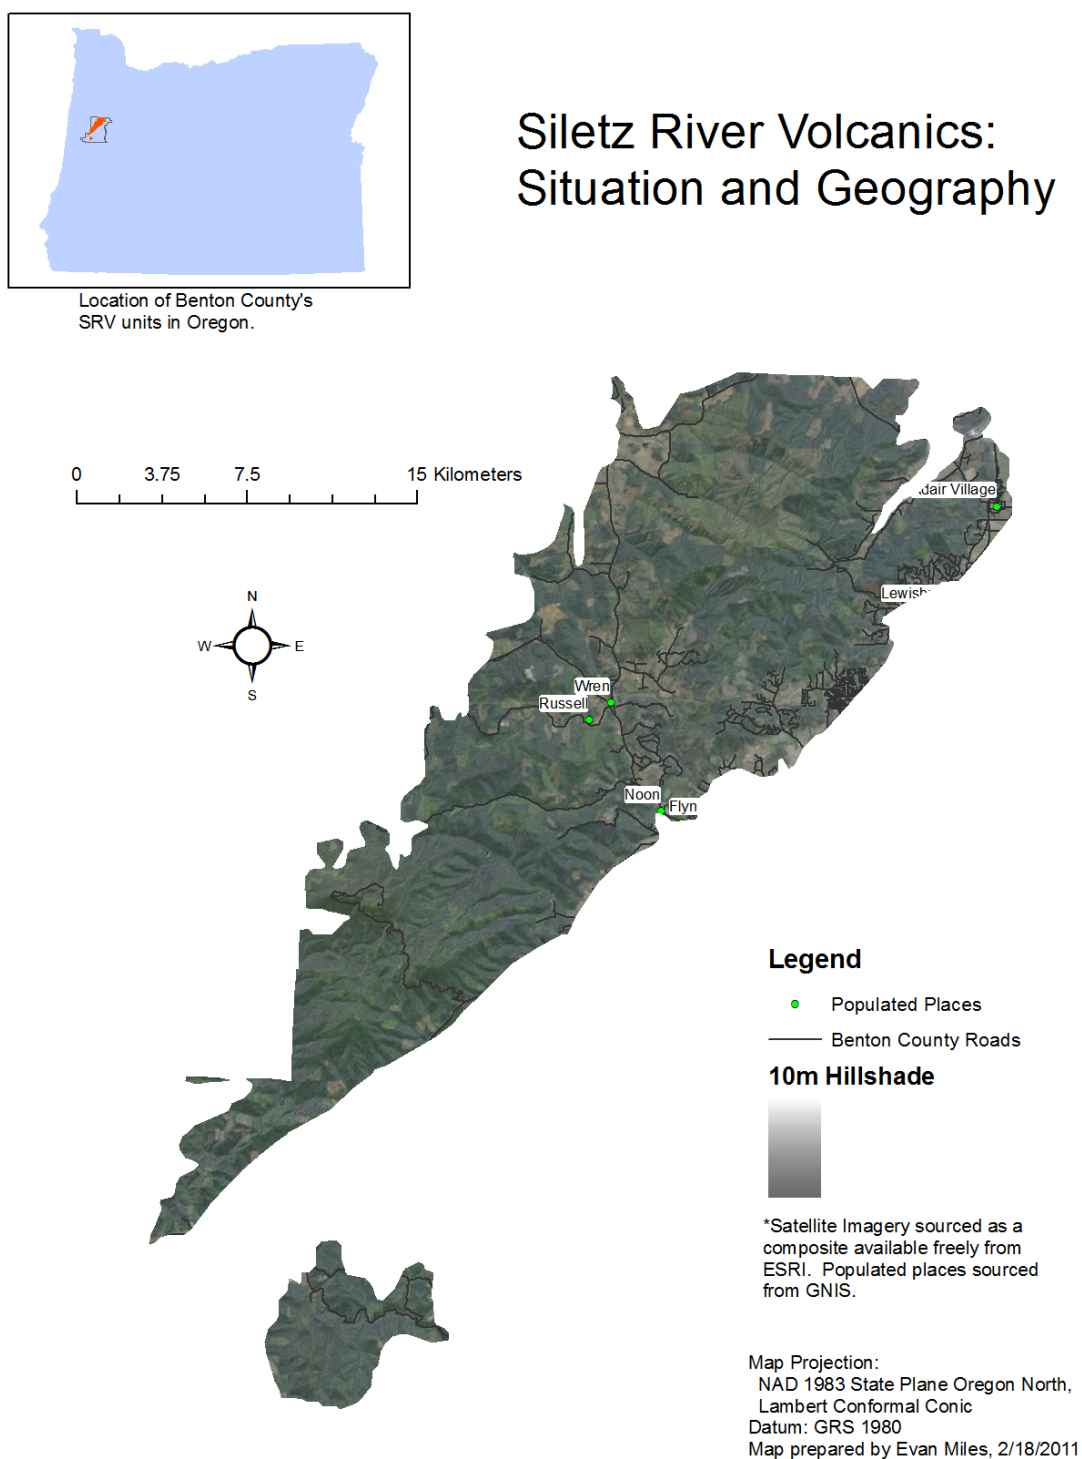 Siletz River Volcanics:
Situation and Geography
Location of Benton County's
SRV units in Oregon.
0 3.75 7.5 15 Kilometers
N
W E
S
dair Village
Lewisb
Wren
Russell
Noon
Flyn
Legend
Populated Places
Benton County Roads
10m Hillshade
*Satellite Imagery sourced as a
composite available freely from
ESRI. Populated places sourced
from GNIS.
Map Projection:
NAD 1983 State Plane Oregon North,
Lambert Conformal Conic
Datum: GRS 1980
Map prepared by Evan Miles, 2/18/2011